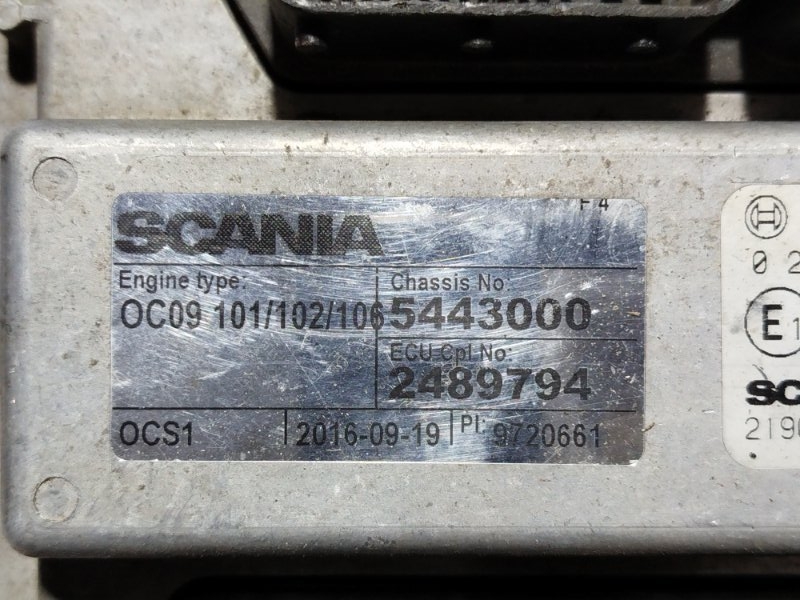 F4
SCANIA
Engine type:
OC09 101/102/106
Chassis No:
5443000
ECU Cpl No:
2489794
OCS1
2016-09-19
PI: 9720661
0 2
E1
SC
219